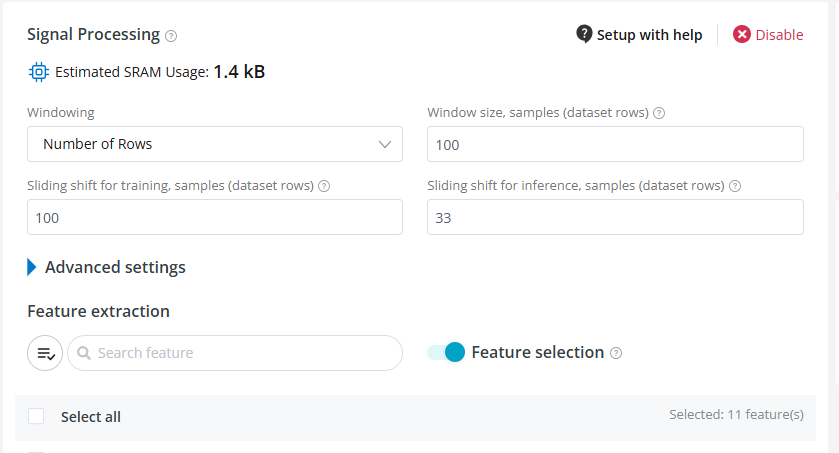 Signal Processing
Setup with help
Disable
Estimated SRAM Usage: 1.4 kB
Windowing
Window size, samples (dataset rows)
Number of Rows
100
Sliding shift for training, samples (dataset rows)
Sliding shift for inference, samples (dataset rows)
100
33
Advanced settings
Feature extraction
Search feature
Feature selection
Select all
Selected: 11 feature(s)